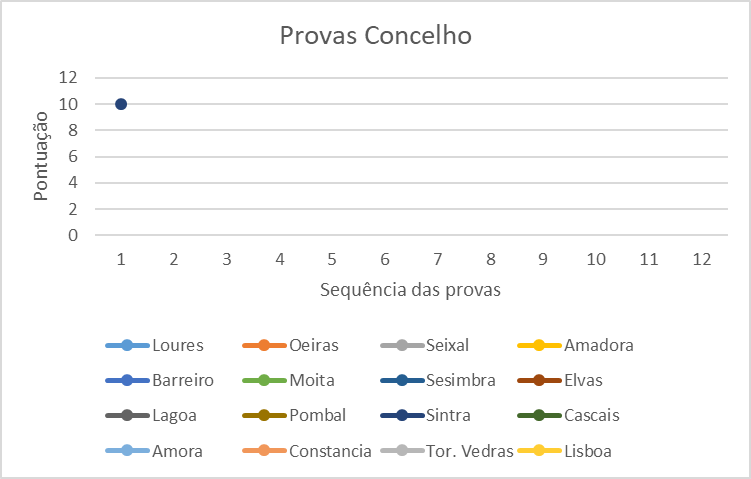 Provas Concelho
Pontuação
12
10
8
6
4
2
0
1 2 3 4 5 6 7 8 9 10 11 12
Sequência das provas
Loures Oeiras Seixal Amadora
Barreiro Moita Sesimbra Elvas
Lagoa Pombal Sintra Cascais
Amora Constancia Tor. Vedras Lisboa